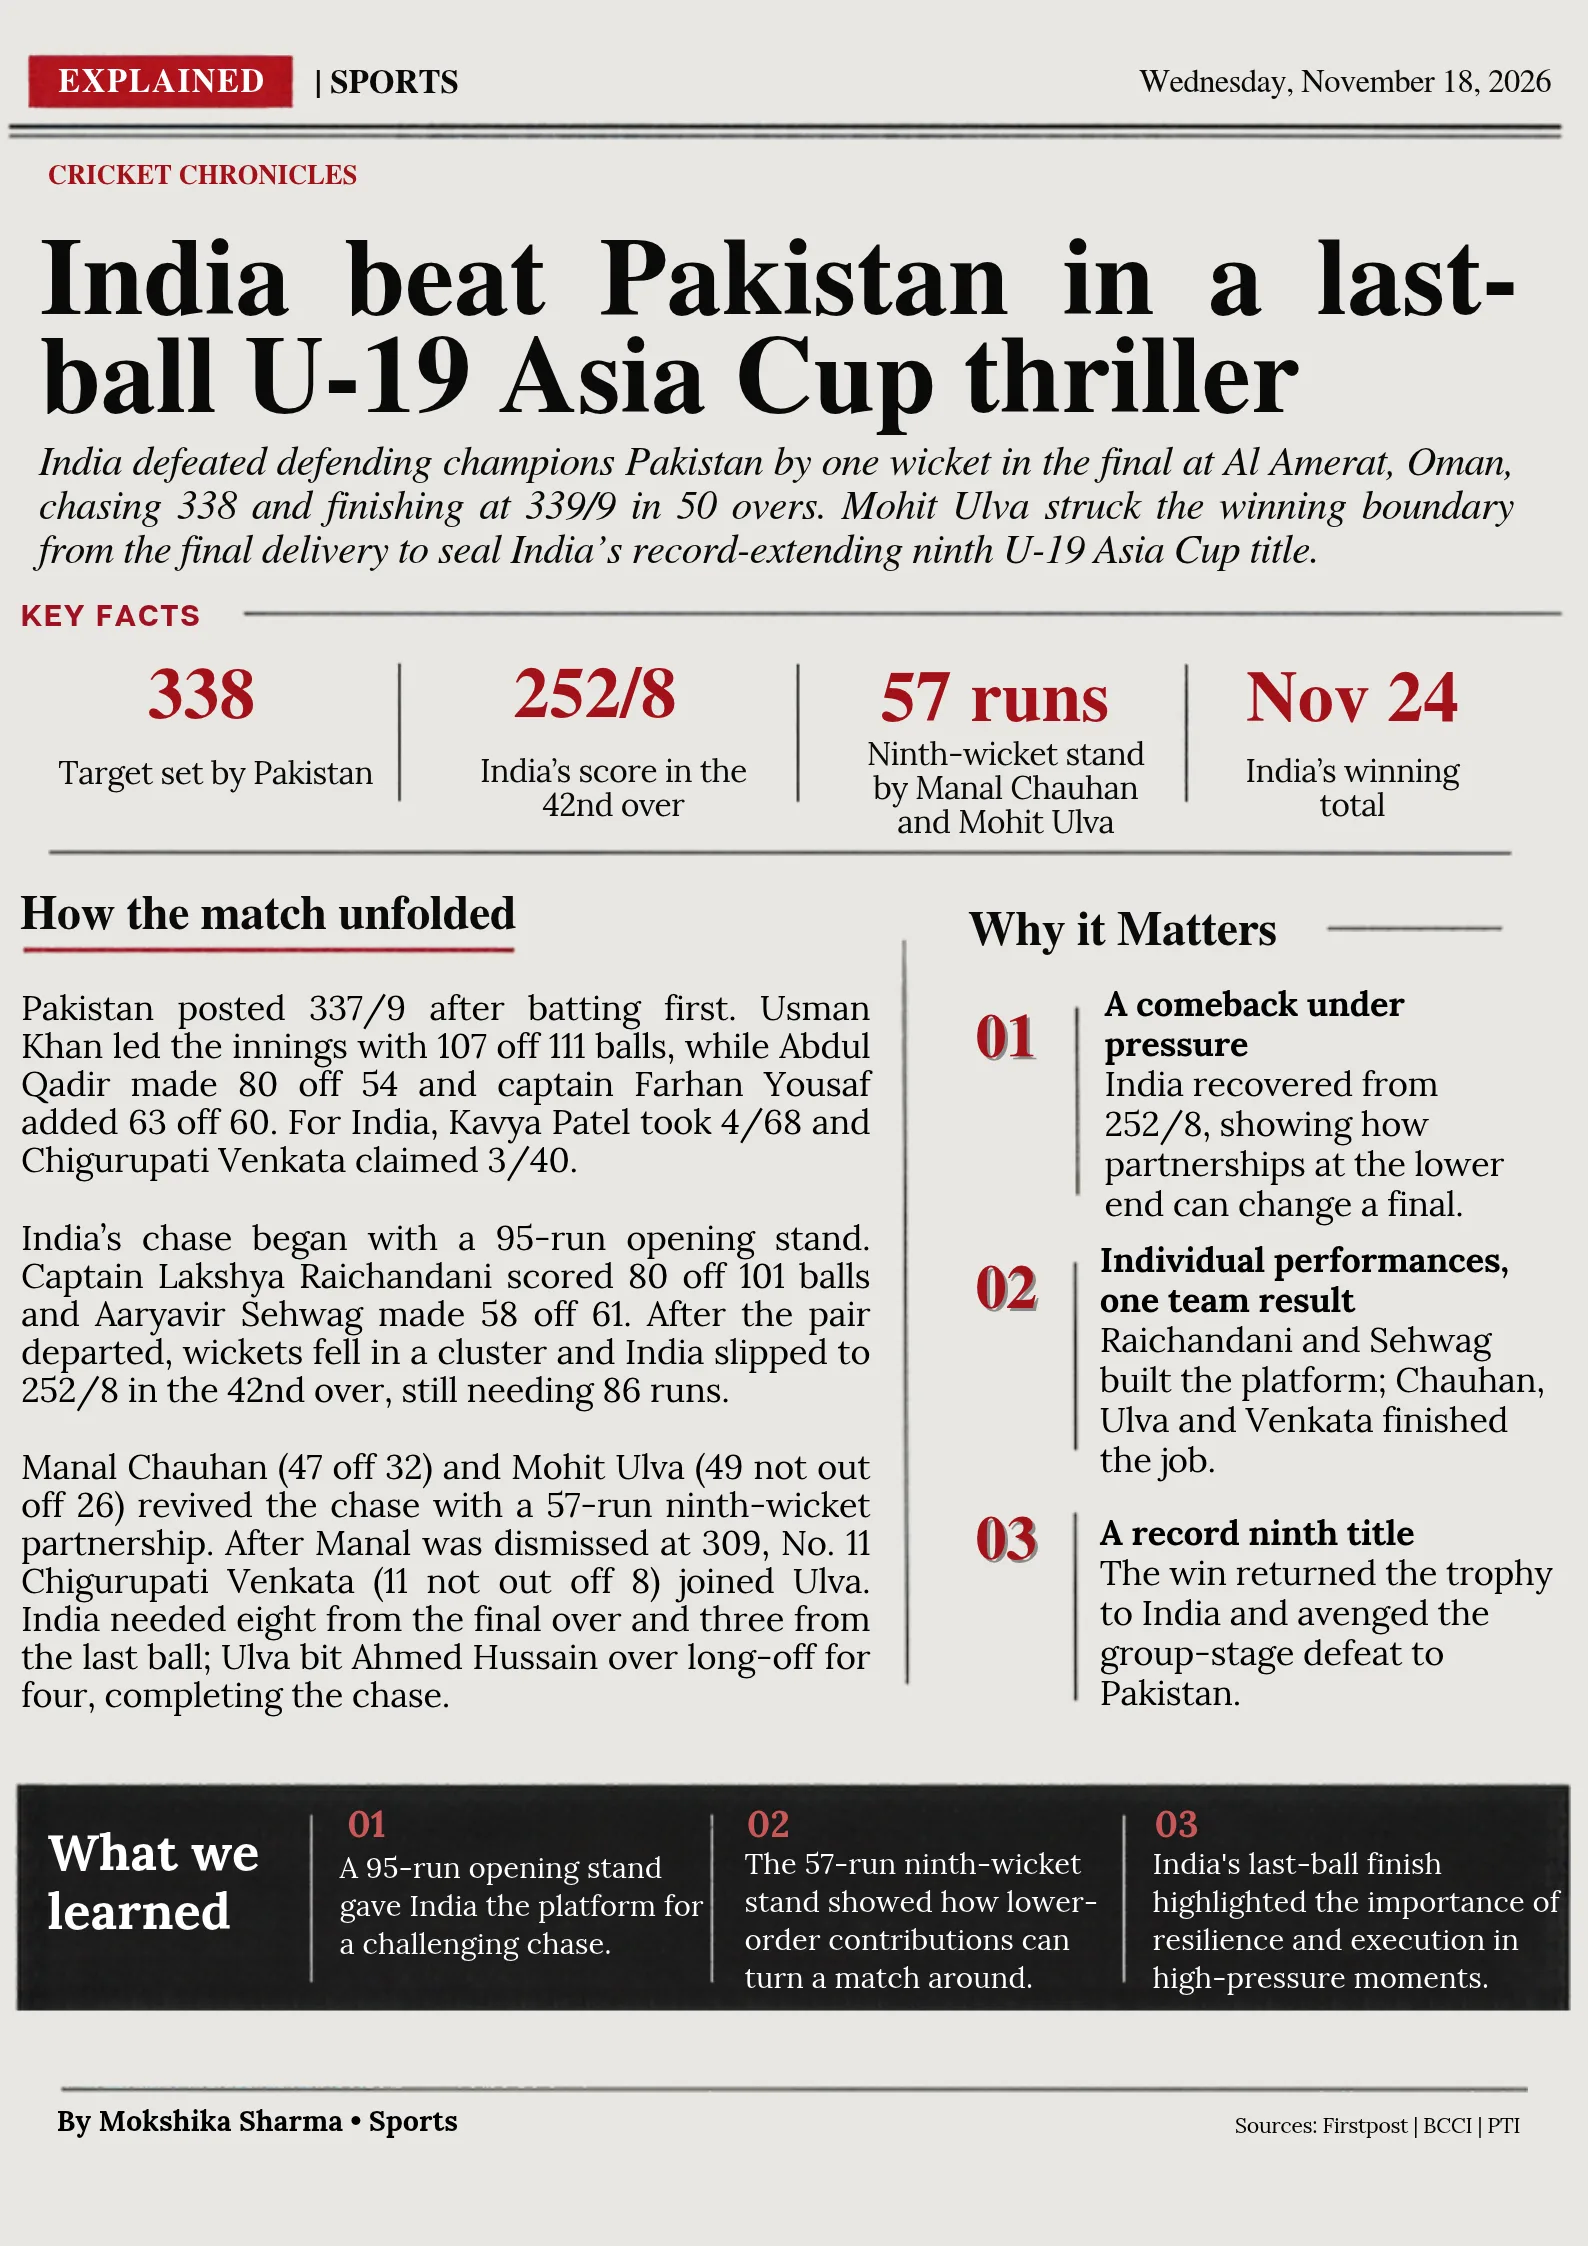 EXPLAINED
| SPORTS
Wednesday, November 18, 2026
CRICKET CHRONICLES
India beat Pakistan in a last-
ball U-19 Asia Cup thriller
India defeated defending champions Pakistan by one wicket in the final at Al Amerat, Oman,
chasing 338 and finishing at 339/9 in 50 overs. Mohit Ulva struck the winning boundary
from the final delivery to seal India’s record-extending ninth U-19 Asia Cup title.
KEY FACTS
338
Target set by Pakistan
252/8
India’s score in the
42nd over
57 runs
Ninth-wicket stand
by Manal Chauhan
and Mohit Ulva
Nov 24
India’s winning
total
How the match unfolded
Pakistan posted 337/9 after batting first. Usman
Khan led the innings with 107 off 111 balls, while Abdul
Qadir made 80 off 54 and captain Farhan Yousaf
added 63 off 60. For India, Kavya Patel took 4/68 and
Chigurupati Venkata claimed 3/40.
India’s chase began with a 95-run opening stand.
Captain Lakshya Raichandani scored 80 off 101 balls
and Aaryavir Sehwag made 58 off 61. After the pair
departed, wickets fell in a cluster and India slipped to
252/8 in the 42nd over, still needing 86 runs.
Manal Chauhan (47 off 32) and Mohit Ulva (49 not out
off 26) revived the chase with a 57-run ninth-wicket
partnership. After Manal was dismissed at 309, No. 11
Chigurupati Venkata (11 not out off 8) joined Ulva.
India needed eight from the final over and three from
the last ball; Ulva bit Ahmed Hussain over long-off for
four, completing the chase.
Why it Matters
01
A comeback under
pressure
India recovered from
252/8, showing how
partnerships at the lower
end can change a final.
02
Individual performances,
one team result
Raichandani and Sehwag
built the platform; Chauhan,
Ulva and Venkata finished
the job.
03
A record ninth title
The win returned the trophy
to India and avenged the
group-stage defeat to
Pakistan.
What we
learned
01
A 95-run opening stand
gave India the platform for
a challenging chase.
02
The 57-run ninth-wicket
stand showed how lower-
order contributions can
turn a match around.
03
India's last-ball finish
highlighted the importance of
resilience and execution in
high-pressure moments.
By Mokshika Sharma • Sports
Sources: Firstpost | BCCI | PTI